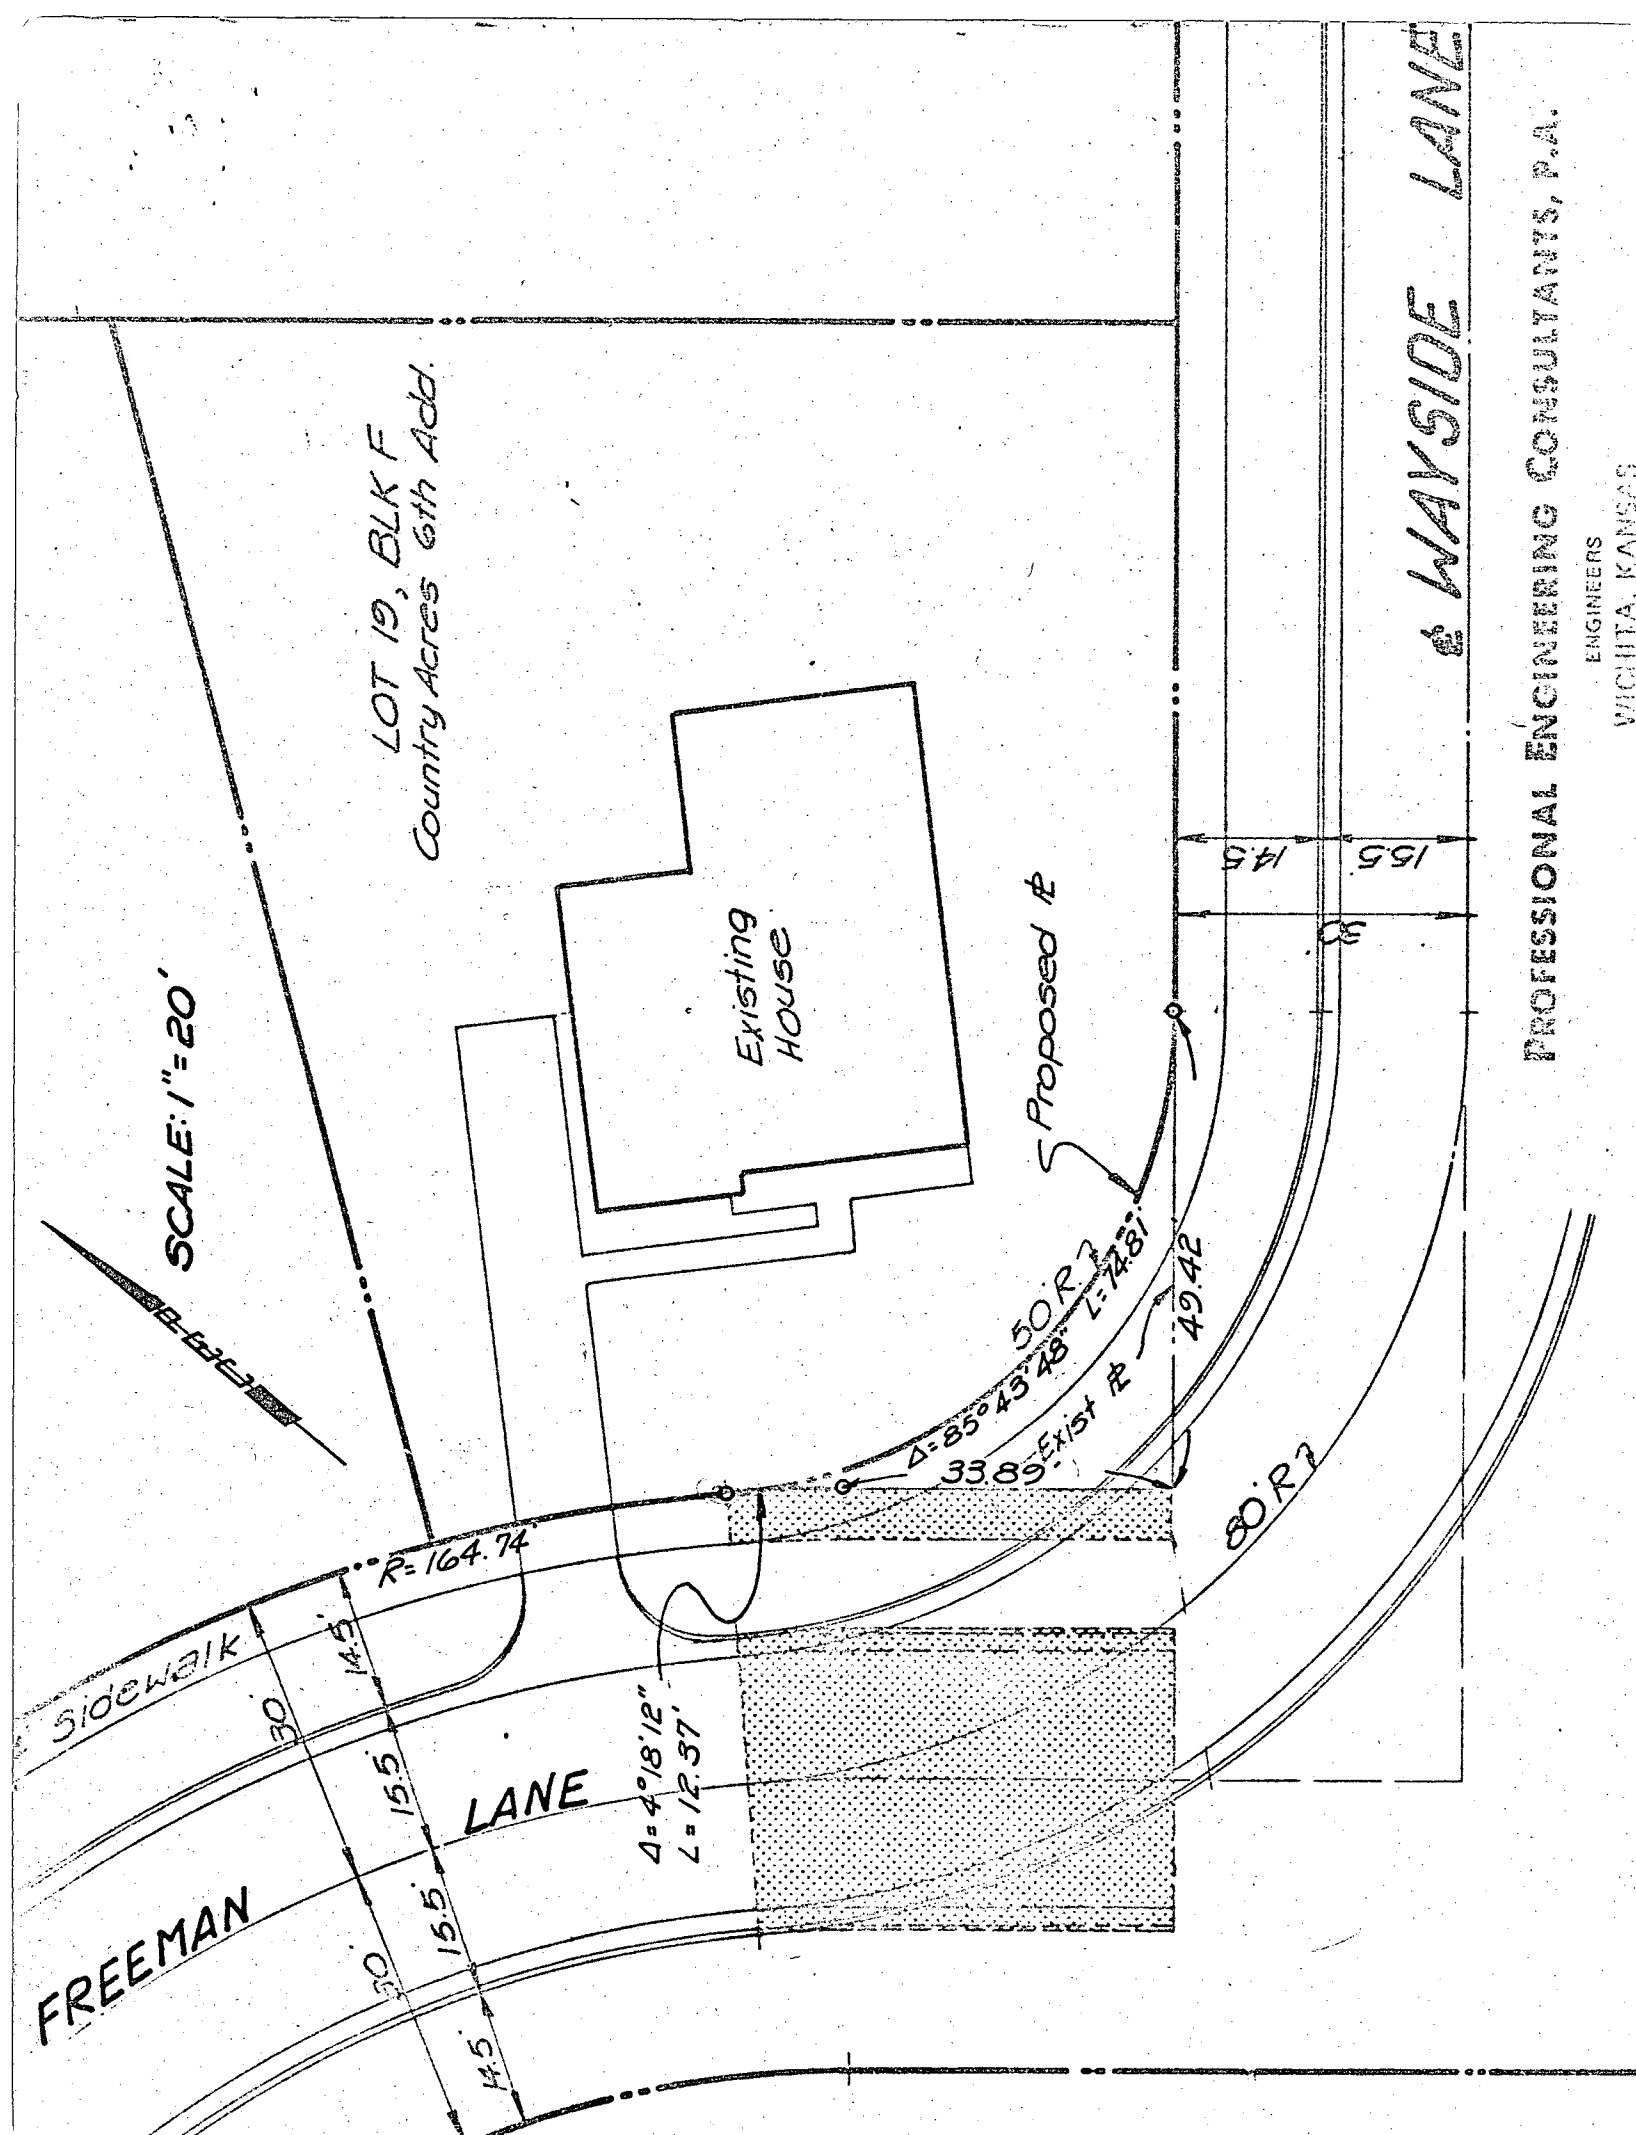 SCALE: 1"=20'
LOT 19, BLK F
Country Acres 6th Add.
Existing
House
Proposed ⅊
50' R.
Δ=85°43'48" L=74.81
Exist ⅊
33.89'
49.42
80' R
R=164.74'
Sidewalk
30'
14.5'
15.5'
FREEMAN LANE
30'
15.5'
14.5'
Δ=4°18'12"
L=12.37'
14.5
15.5
30
℄ WAYSIDE LANE
PROFESSIONAL ENGINEERING CONSULTANTS, P.A.
ENGINEERS
WICHITA, KANSAS